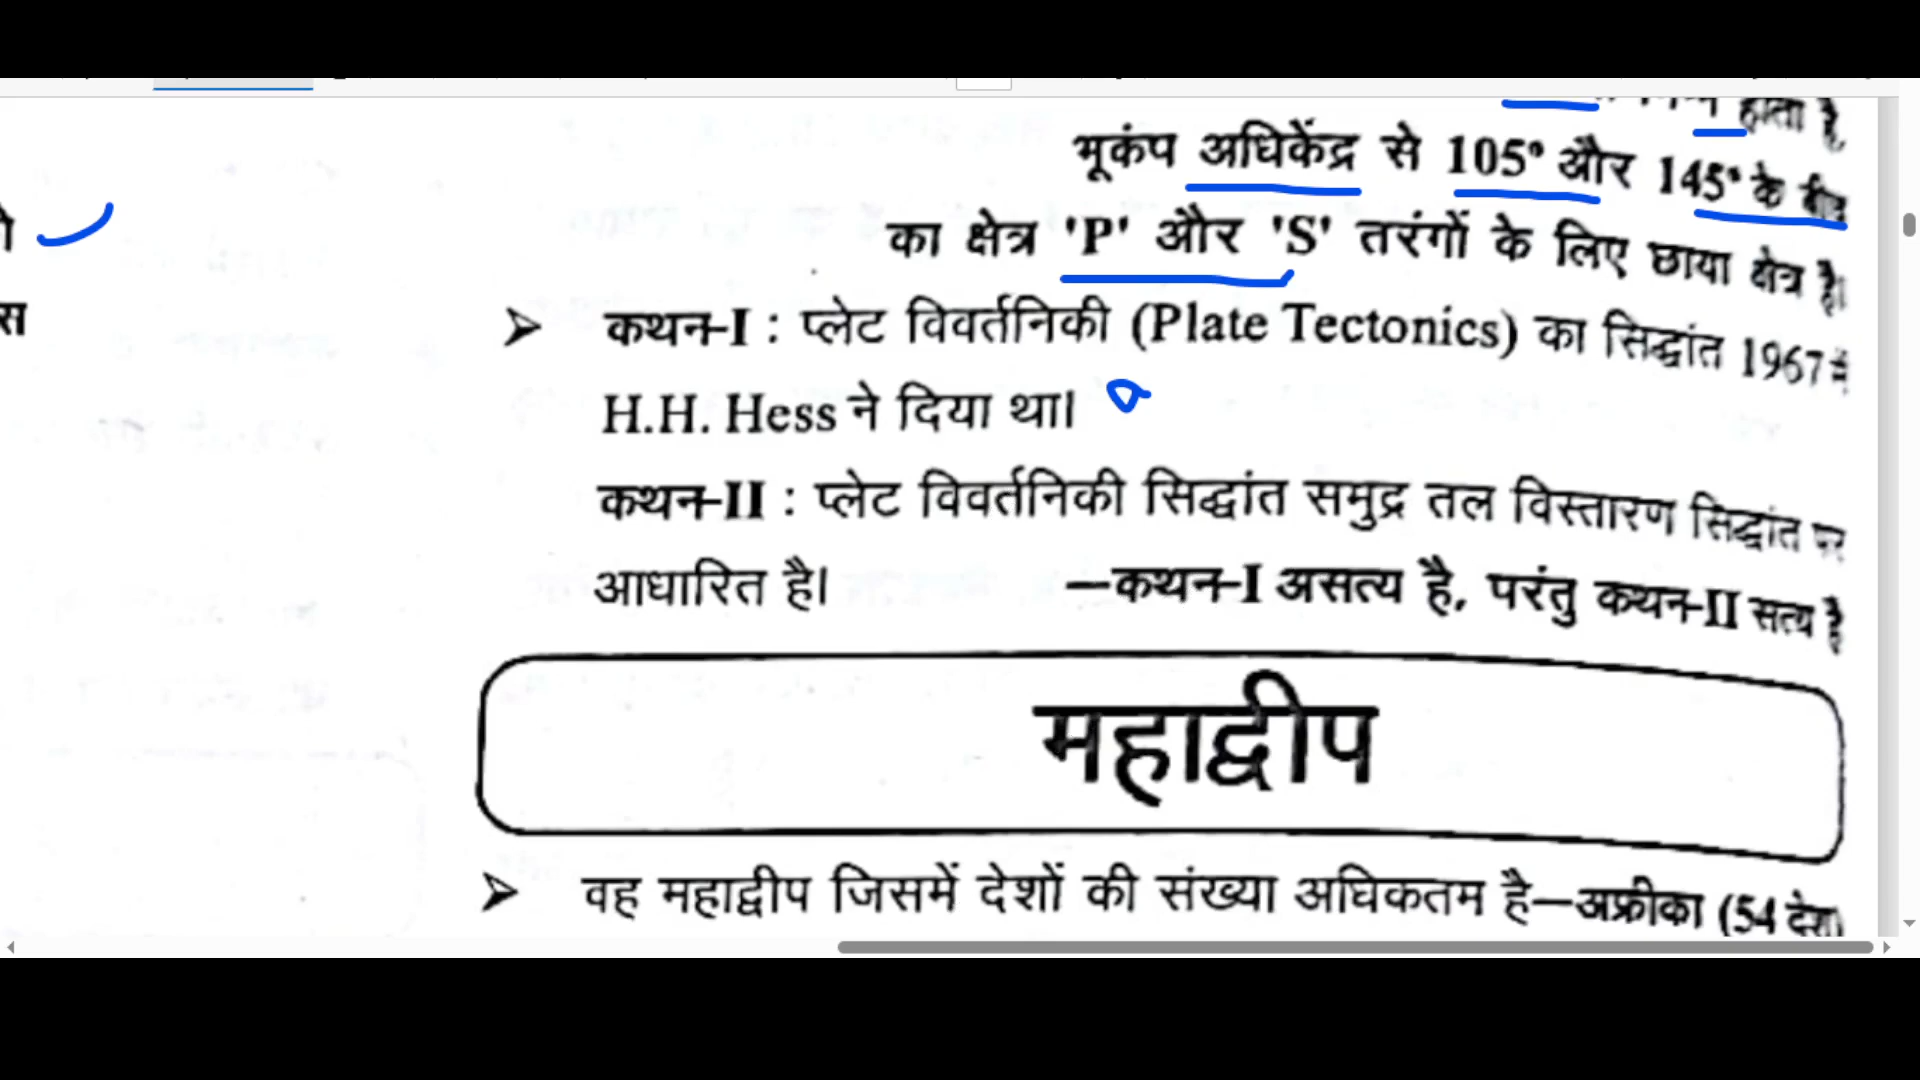 होता है,
भूकंप अधिकेंद्र से 105° और 145° के बीच
का क्षेत्र 'P' और 'S' तरंगों के लिए छाया क्षेत्र है।
➢ कथन-I : प्लेट विवर्तनिकी (Plate Tectonics) का सिद्धांत 1967 में
H.H. Hess ने दिया था।
कथन-II : प्लेट विवर्तनिकी सिद्धांत समुद्र तल विस्तारण सिद्धांत पर
आधारित है। —कथन-I असत्य है, परंतु कथन-II सत्य है
महाद्वीप
➢ वह महाद्वीप जिसमें देशों की संख्या अधिकतम है—अफ्रीका (54 देश)